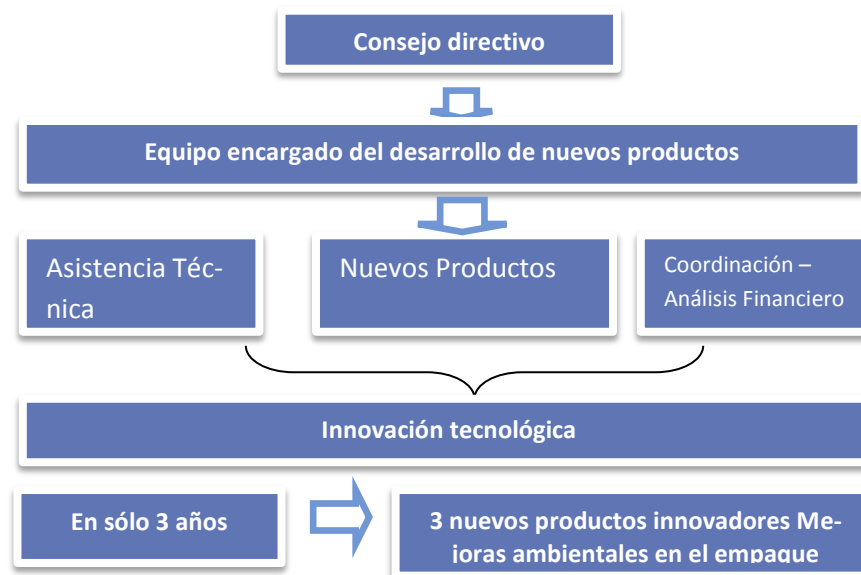 Consejo directivo
Equipo encargado del desarrollo de nuevos productos
Asistencia Téc-
nica
Nuevos Productos
Coordinación –
Análisis Financiero
Innovación tecnológica
En sólo 3 años
3 nuevos productos innovadores Me-
joras ambientales en el empaque